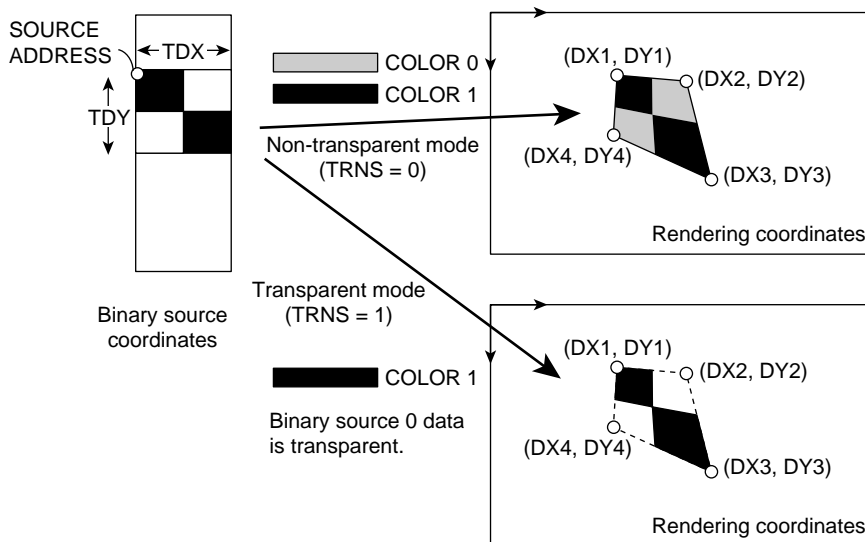 SOURCE
ADDRESS
TDX
TDY
Binary source
coordinates
COLOR 0
COLOR 1
Non-transparent mode
(TRNS = 0)
(DX1, DY1)
(DX2, DY2)
(DX4, DY4)
(DX3, DY3)
Rendering coordinates
Transparent mode
(TRNS = 1)
COLOR 1
Binary source 0 data
is transparent.
(DX1, DY1)
(DX2, DY2)
(DX4, DY4)
(DX3, DY3)
Rendering coordinates